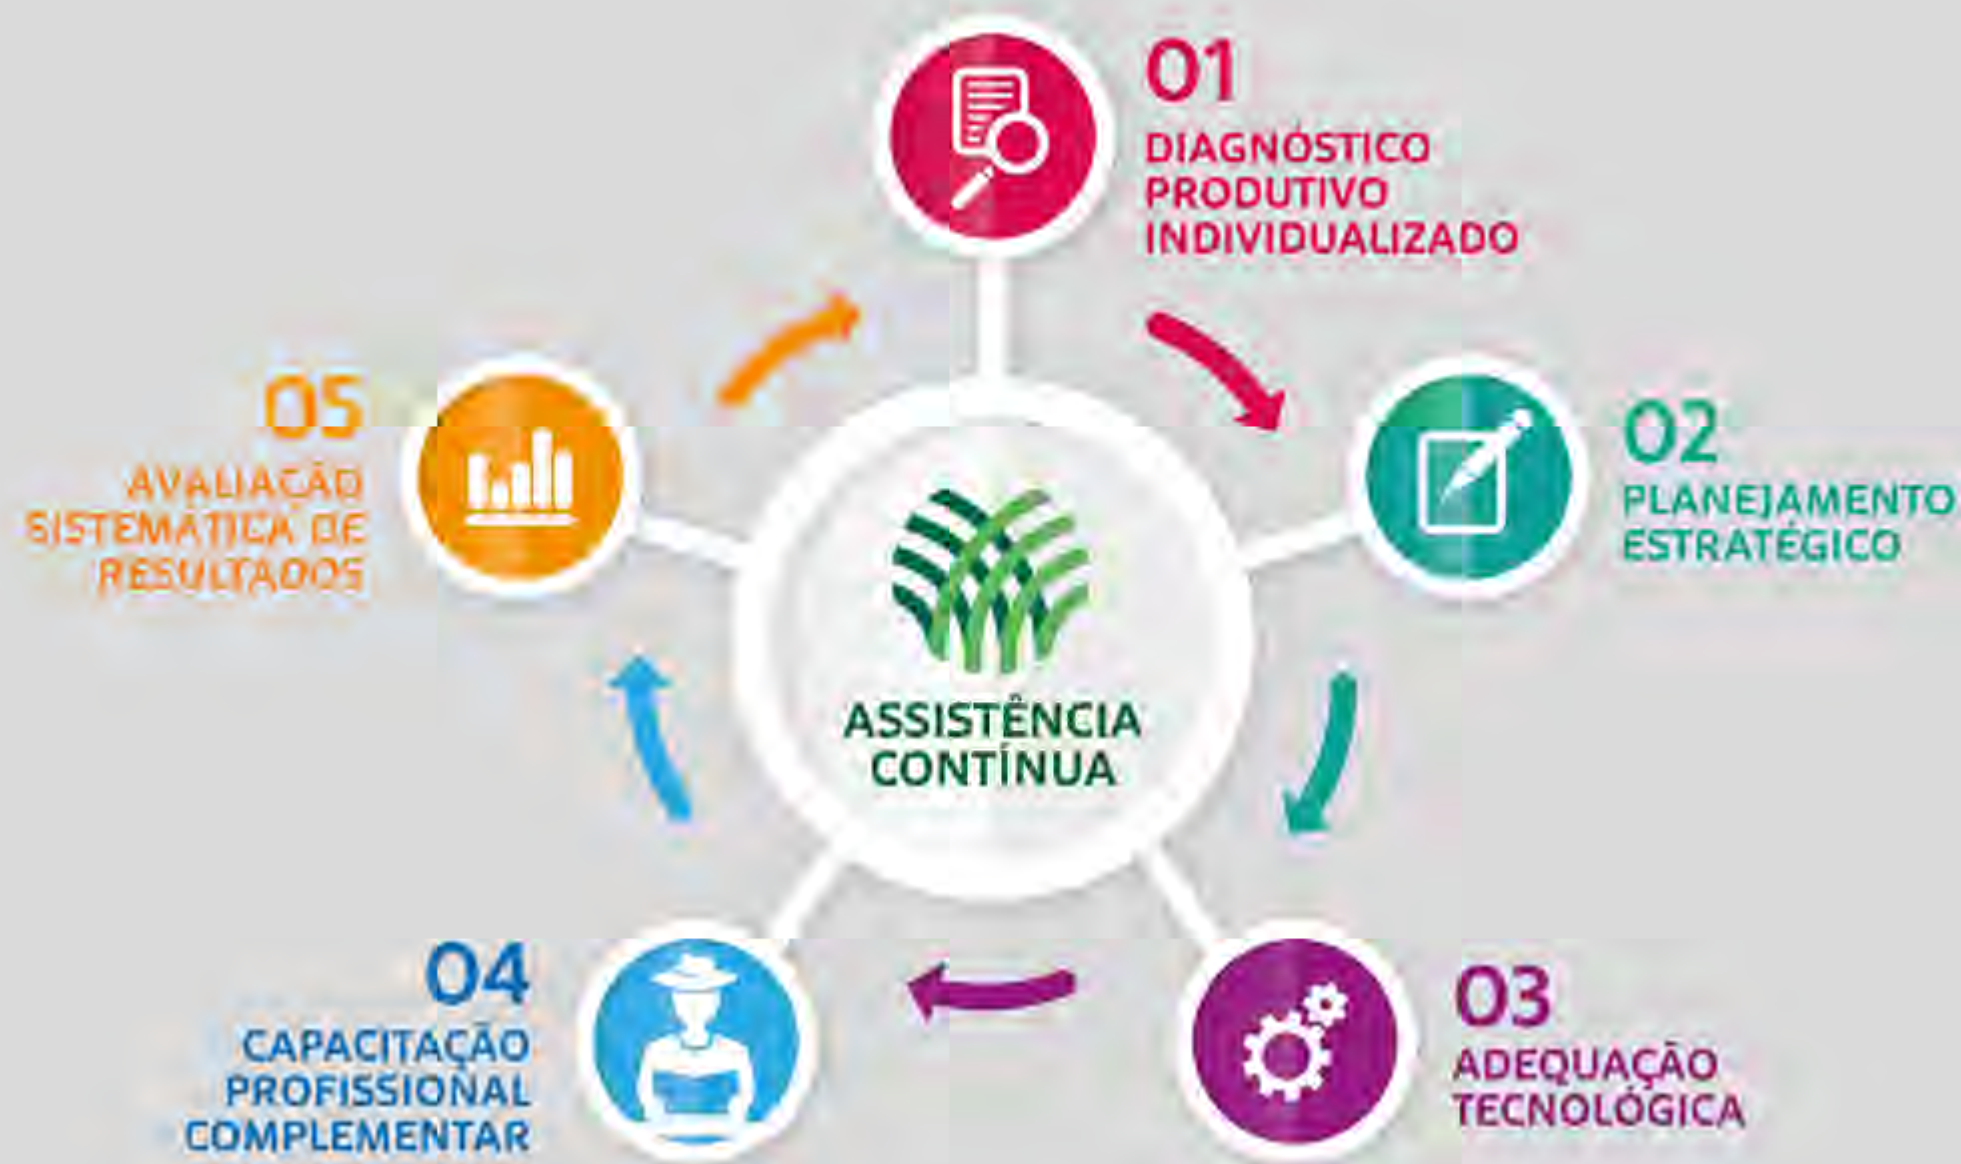 01
DIAGNÓSTICO
PRODUTIVO
INDIVIDUALIZADO
02
PLANEJAMENTO
ESTRATÉGICO
03
ADEQUAÇÃO
TECNOLÓGICA
04
CAPACITAÇÃO
PROFISSIONAL
COMPLEMENTAR
05
AVALIAÇÃO
SISTEMÁTICA DE
RESULTADOS
ASSISTÊNCIA
CONTÍNUA